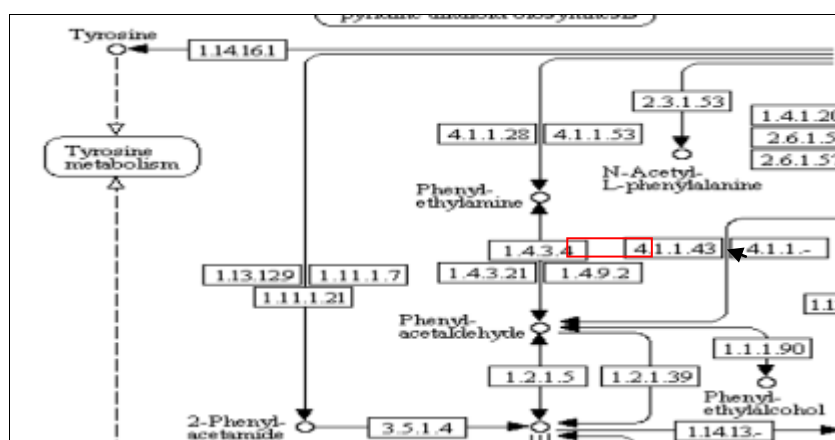 Tyrosine
1.14.16.1
2.3.1.53
1.4.1.20
4.1.1.28
4.1.1.53
2.6.1.5
Tyrosine
metabolism
2.6.1.5
N-Acetyl-
L-phenylalanine
Phenyl-
ethylamine
1.4.3.4
4.1.1.43
4.1.1.-
1.13.12.9
1.11.1.7
1.4.3.21
1.4.9.2
1.11.1.21
1.1
Phenyl-
acetaldehyde
1.1.1.90
1.2.1.5
1.2.1.39
Phenyl-
ethylalcohol
2-Phenyl-
acetamide
3.5.1.4
1.14.13.-